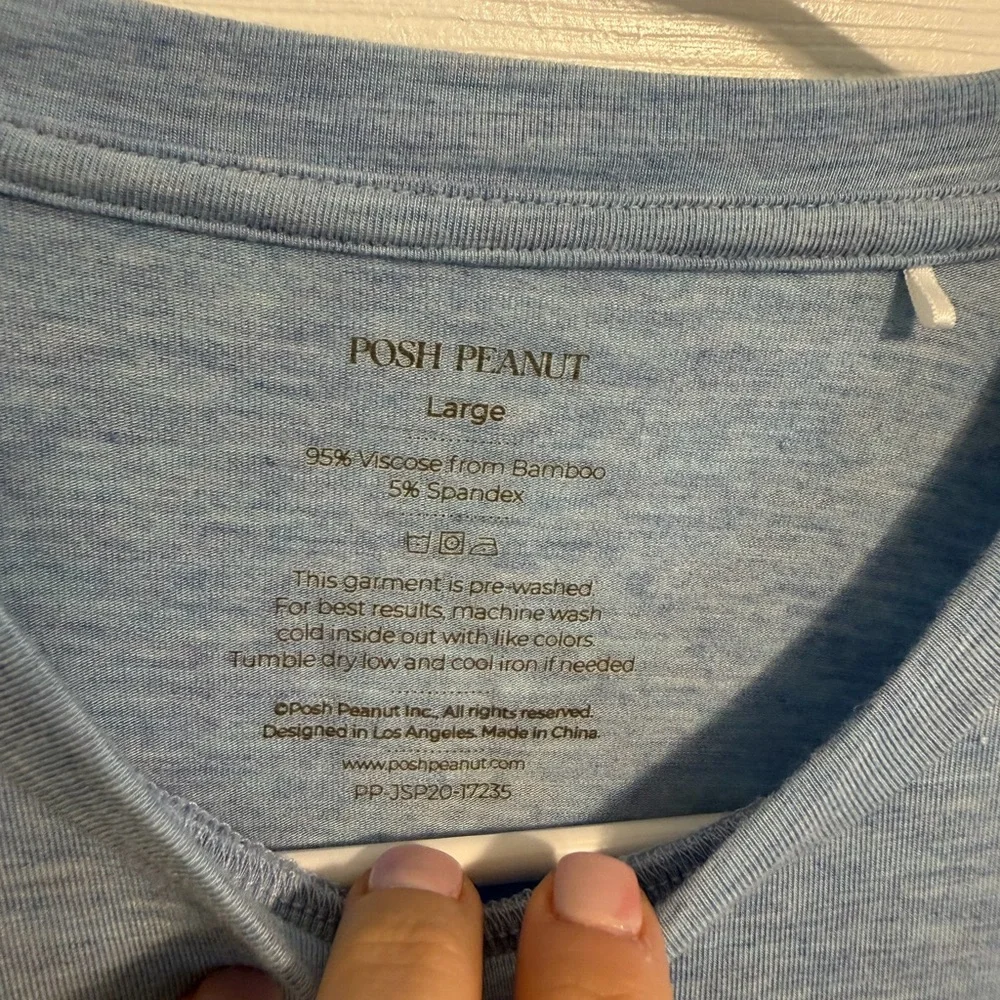 POSH PEANUT
Large
95% Viscose from Bamboo
5% Spandex
This garment is pre-washed
For best results, machine wash
cold inside out with like colors
Tumble dry low and cool iron if needed
©Posh Peanut Inc., All rights reserved.
Designed in Los Angeles. Made in China.
www.poshpeanut.com
PP-JSP20-17235